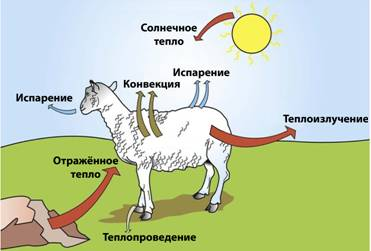 Солнечное
тепло
Испарение
Конвекция
Испарение
Теплоизлучение
Отражённое
тепло
Теплопроведение